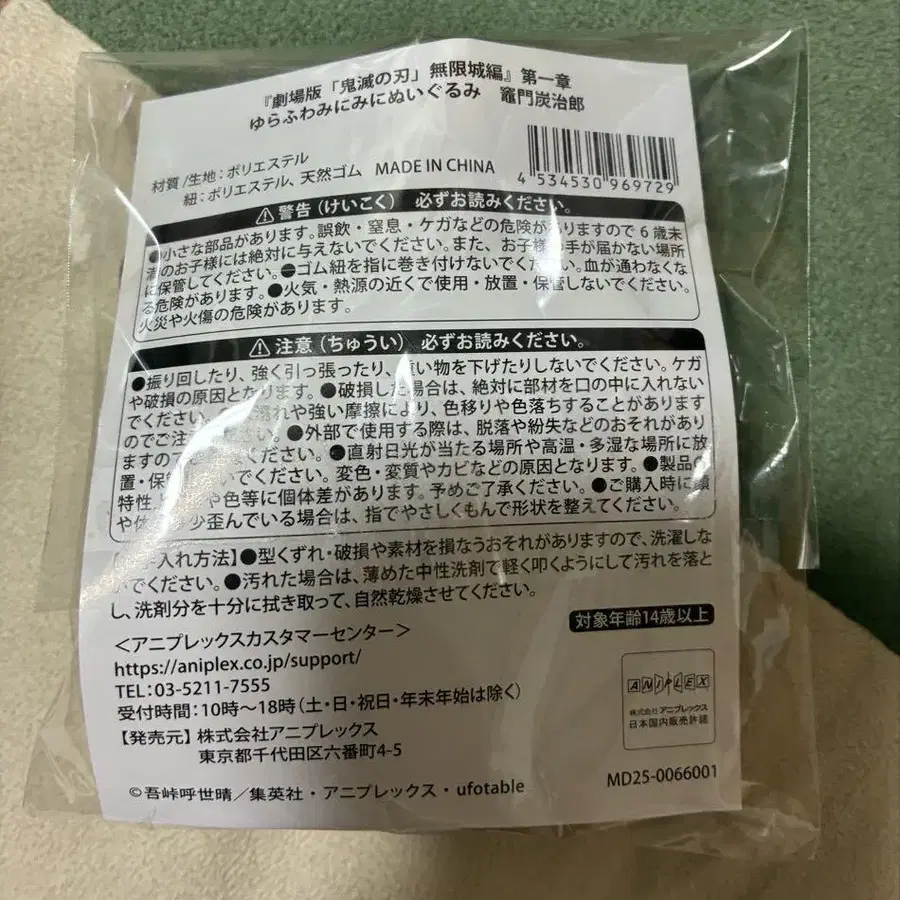 『劇場版「鬼滅の刃」無限城編』第一章
ゆらふわみにみにぬいぐるみ 竈門炭治郎
材質/生地:ポリエステル
紐:ポリエステル、天然ゴム MADE IN CHINA
4 534530 969729
警告(けいこく) 必ずお読みください。
●小さな部品があります。誤飲・窒息・ケガなどの危険がありますので6歳未
満のお子様には絶対に与えないでください。また、お子様の手が届かない場所
に保管してください。●ゴム紐を指に巻き付けないでください。血が通わなくな
る危険があります。●火気・熱源の近くで使用・放置・保管しないでください。
火災や火傷の危険があります。
注意(ちゅうい) 必ずお読みください。
●振り回したり、強く引っ張ったり、重い物を下げたりしないでください。ケガ
や破損の原因となります。●破損した場合は、絶対に部材を口の中に入れない
でください。 汚れや強い摩擦により、色移りや色落ちすることがあります
のでご注 ください。●外部で使用する際は、脱落や紛失などのおそれがあり
ますので ください。●直射日光が当たる場所や高温・多湿な場所に放
置・保 ないでください。変色・変質やカビなどの原因となります。●製品の
特性 や色等に個体差があります。予めご了承ください。●ご購入時に顔
や体 少歪んでいる場合は、指でやさしくもんで形状を整えてください。
手入れ方法】●型くずれ・破損や素材を損なうおそれがありますので、洗濯しな
いでください。●汚れた場合は、薄めた中性洗剤で軽く叩くようにして汚れを落と
し、洗剤分を十分に拭き取って、自然乾燥させてください。
対象年齢14歳以上
<アニプレックスカスタマーセンター>
https://aniplex.co.jp/support/
TEL:03-5211-7555
受付時間:10時〜18時(土・日・祝日・年末年始は除く)
【発売元】株式会社アニプレックス
東京都千代田区六番町4-5
ANIPLEX
株式会社アニプレックス
日本国内販売許諾
MD25-0066001
©吾峠呼世晴/集英社・アニプレックス・ufotable